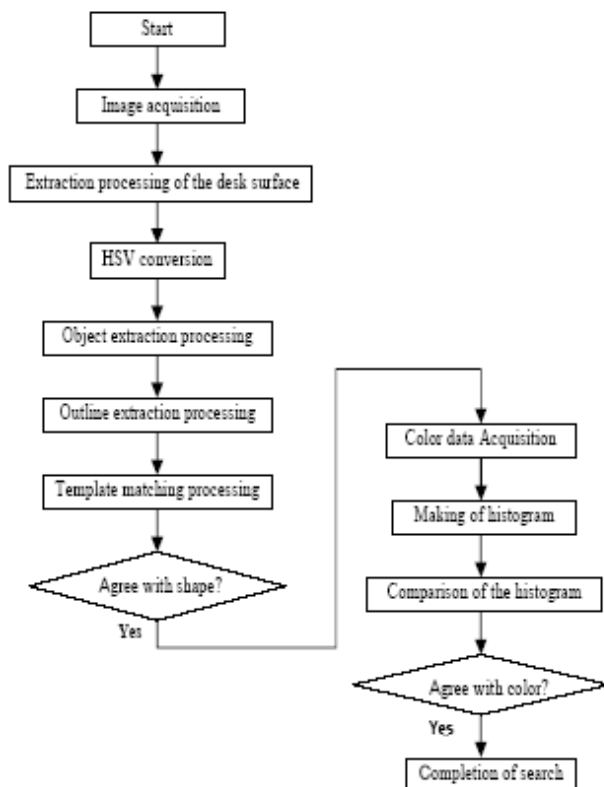 Start
Image acquisition
Extraction processing of the desk surface
HSV conversion
Object extraction processing
Outline extraction processing
Template matching processing
Agree with shape?
Yes
Color data Acquisition
Making of histogram
Comparison of the histogram
Agree with color?
Yes
Completion of search